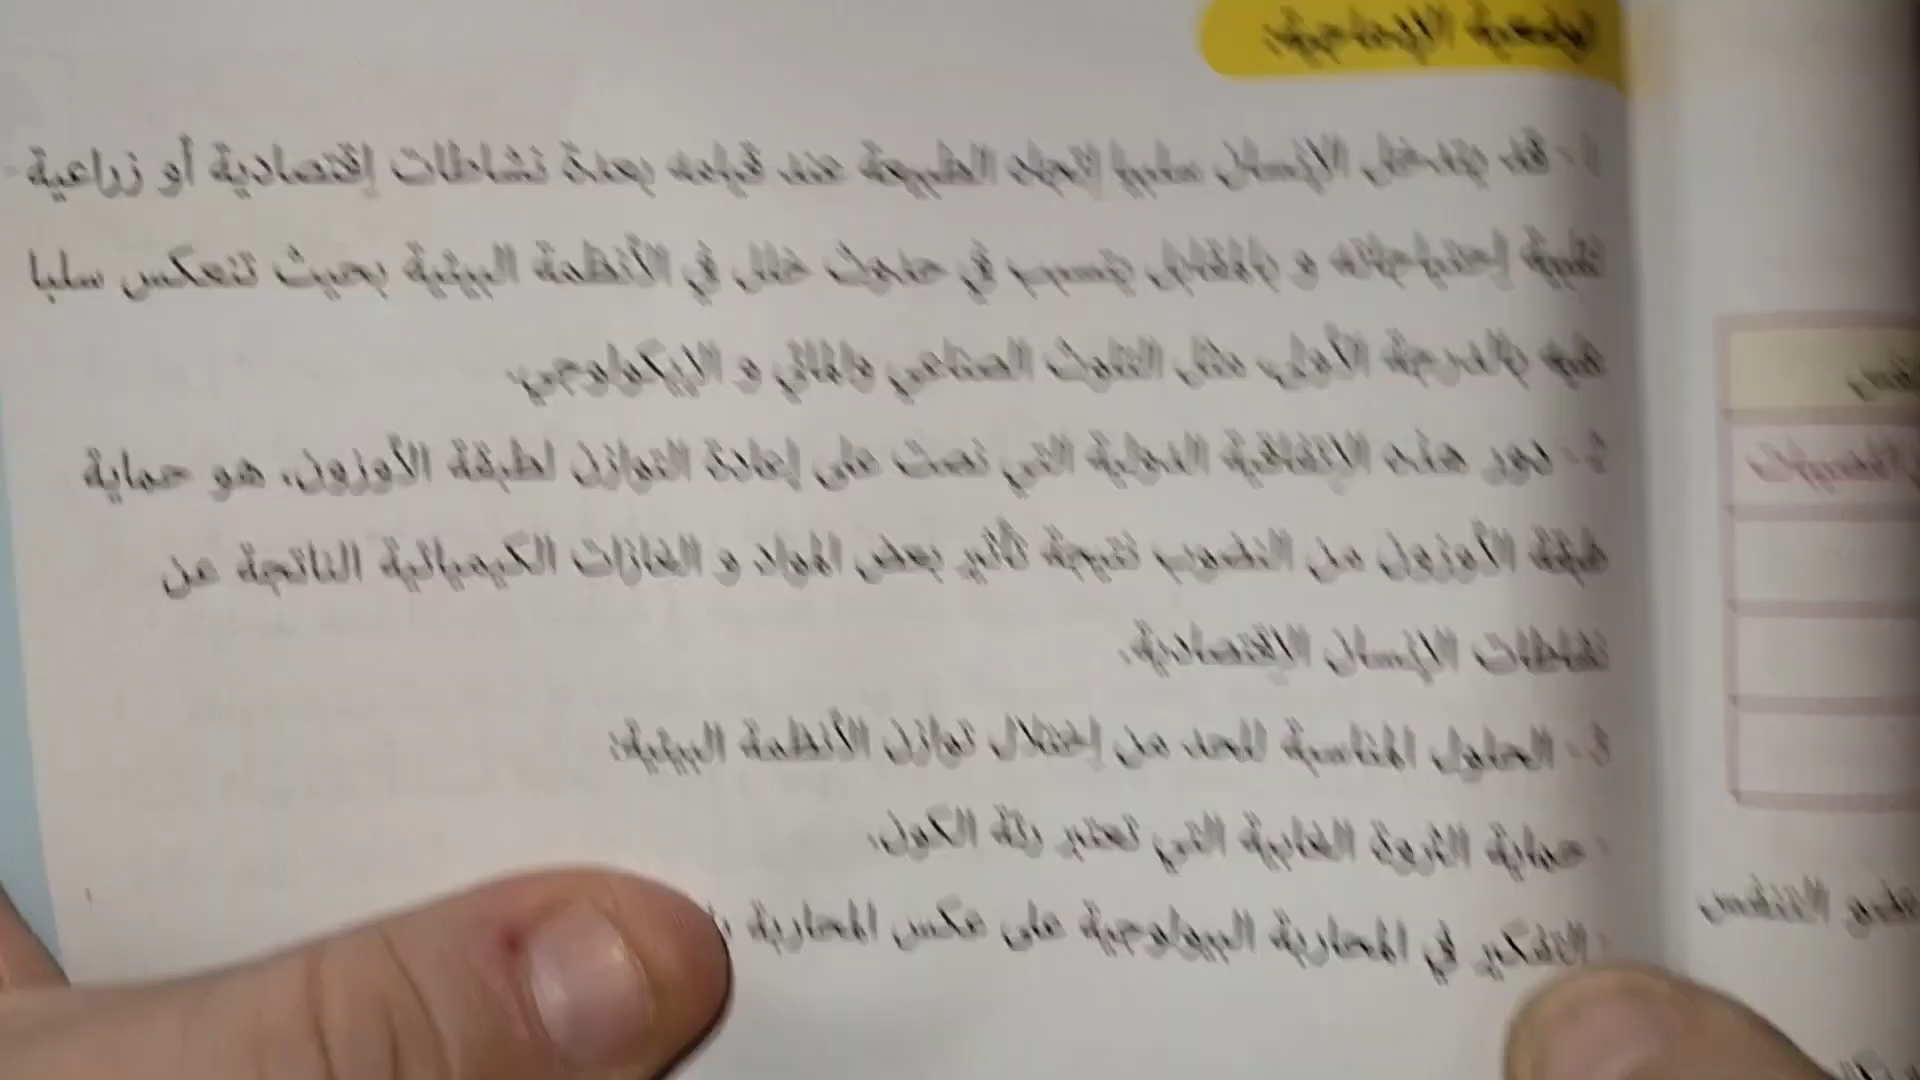 وضعية الإدماجية:
1- قد يتدخل الإنسان سلبيا إتجاه الطبيعة عند قيامه بعدة نشاطات إقتصادية أو زراعية
تلبية إحتياجاته و بالمقابل يتسبب في حدوث خلل في الأنظمة البيئية بحيث تنعكس سلبا
بالدرجة الأولى مثل التلوث الصناعي والمائي و الإيكولوجي
2- دور هذه الإتفاقية الدولية التي نصت على إعادة التوازن لطبقة الأوزون، هو حماية
طبقة الأوزون من النضوب نتيجة تأثير بعض المواد و الغازات الكيميائية الناتجة عن
نشاطات الإنسان الإقتصادية.
3- الحلول المناسبة للحد من إختلال توازن الأنظمة البيئية:
حماية الثروة الغابية التي تعتبر رئة الكون.
التفكير في المحاربة البيولوجية على عكس المحاربة